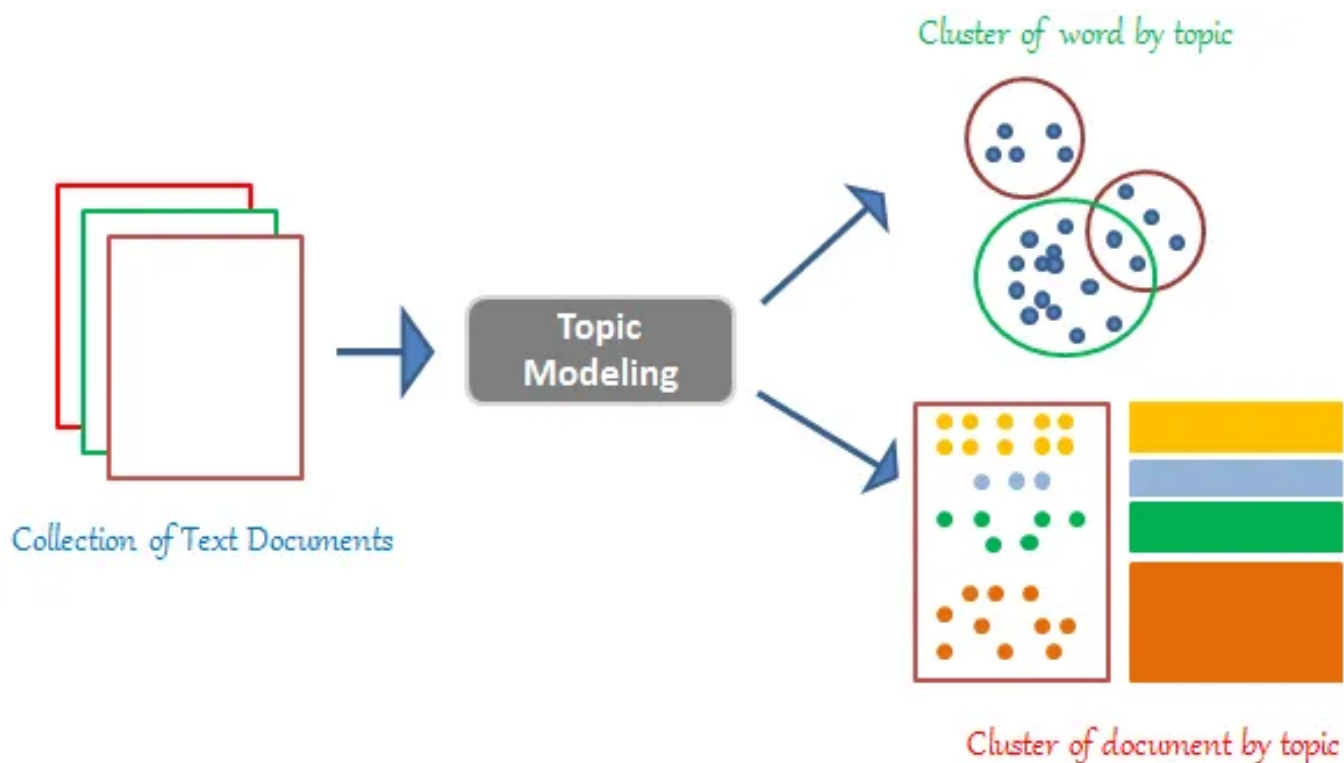 Cluster of word by topic
Topic
Modeling
Collection of Text Documents
Cluster of document by topic